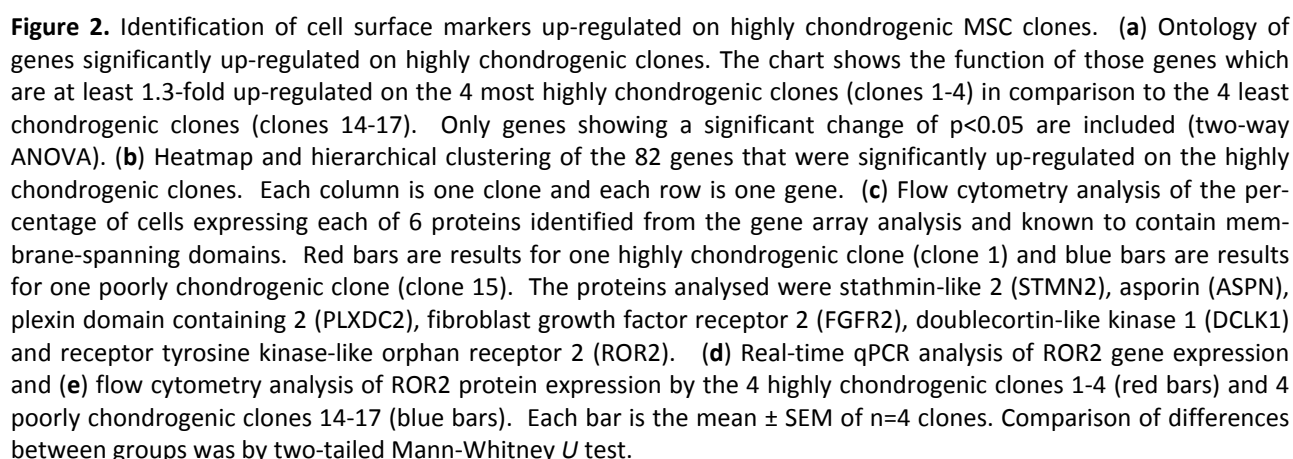 Figure 2. Identification of cell surface markers up-regulated on highly chondrogenic MSC clones. (a) Ontology of
genes significantly up-regulated on highly chondrogenic clones. The chart shows the function of those genes which
are at least 1.3-fold up-regulated on the 4 most highly chondrogenic clones (clones 1-4) in comparison to the 4 least
chondrogenic clones (clones 14-17). Only genes showing a significant change of p<0.05 are included (two-way
ANOVA). (b) Heatmap and hierarchical clustering of the 82 genes that were significantly up-regulated on the highly
chondrogenic clones. Each column is one clone and each row is one gene. (c) Flow cytometry analysis of the per-
centage of cells expressing each of 6 proteins identified from the gene array analysis and known to contain mem-
brane-spanning domains. Red bars are results for one highly chondrogenic clone (clone 1) and blue bars are results
for one poorly chondrogenic clone (clone 15). The proteins analysed were stathmin-like 2 (STMN2), asporin (ASPN),
plexin domain containing 2 (PLXDC2), fibroblast growth factor receptor 2 (FGFR2), doublecortin-like kinase 1 (DCLK1)
and receptor tyrosine kinase-like orphan receptor 2 (ROR2). (d) Real-time qPCR analysis of ROR2 gene expression
and (e) flow cytometry analysis of ROR2 protein expression by the 4 highly chondrogenic clones 1-4 (red bars) and 4
poorly chondrogenic clones 14-17 (blue bars). Each bar is the mean ± SEM of n=4 clones. Comparison of differences
between groups was by two-tailed Mann-Whitney U test.